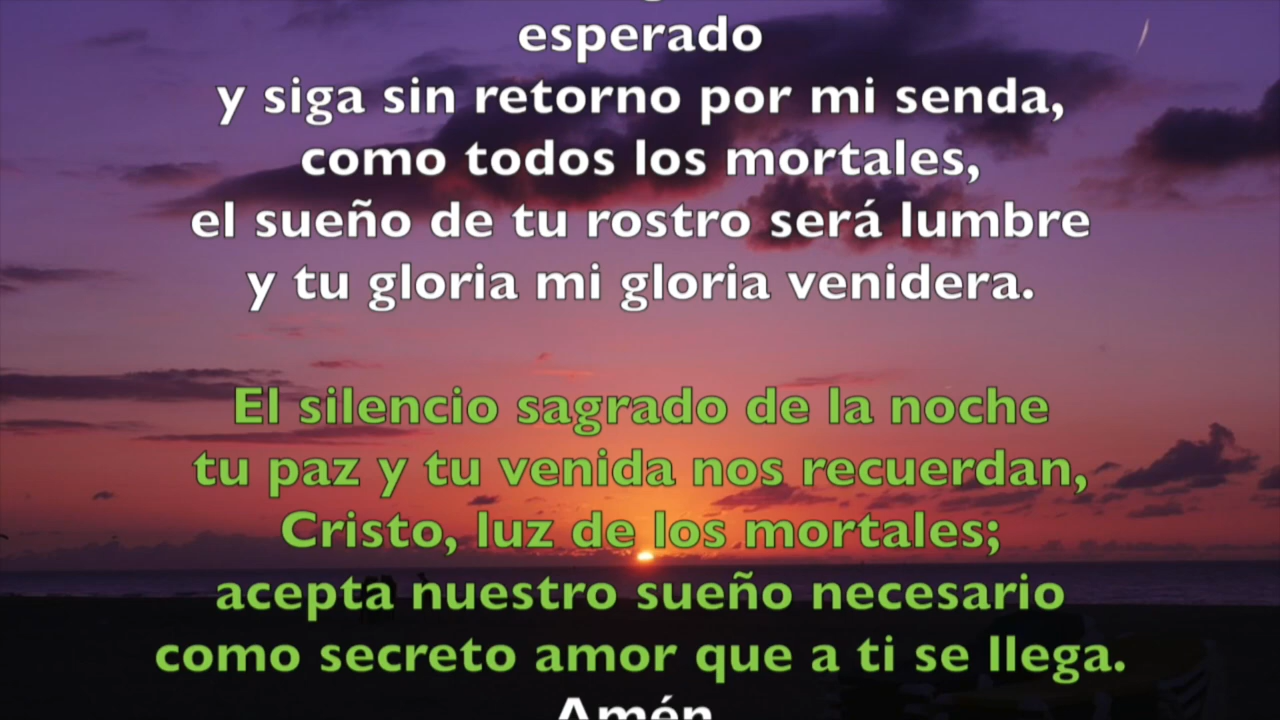 esperado
y siga sin retorno por mi senda,
como todos los mortales,
el sueño de tu rostro será lumbre
y tu gloria mi gloria venidera.
El silencio sagrado de la noche
tu paz y tu venida nos recuerdan,
Cristo, luz de los mortales;
acepta nuestro sueño necesario
como secreto amor que a ti se llega.
Amén